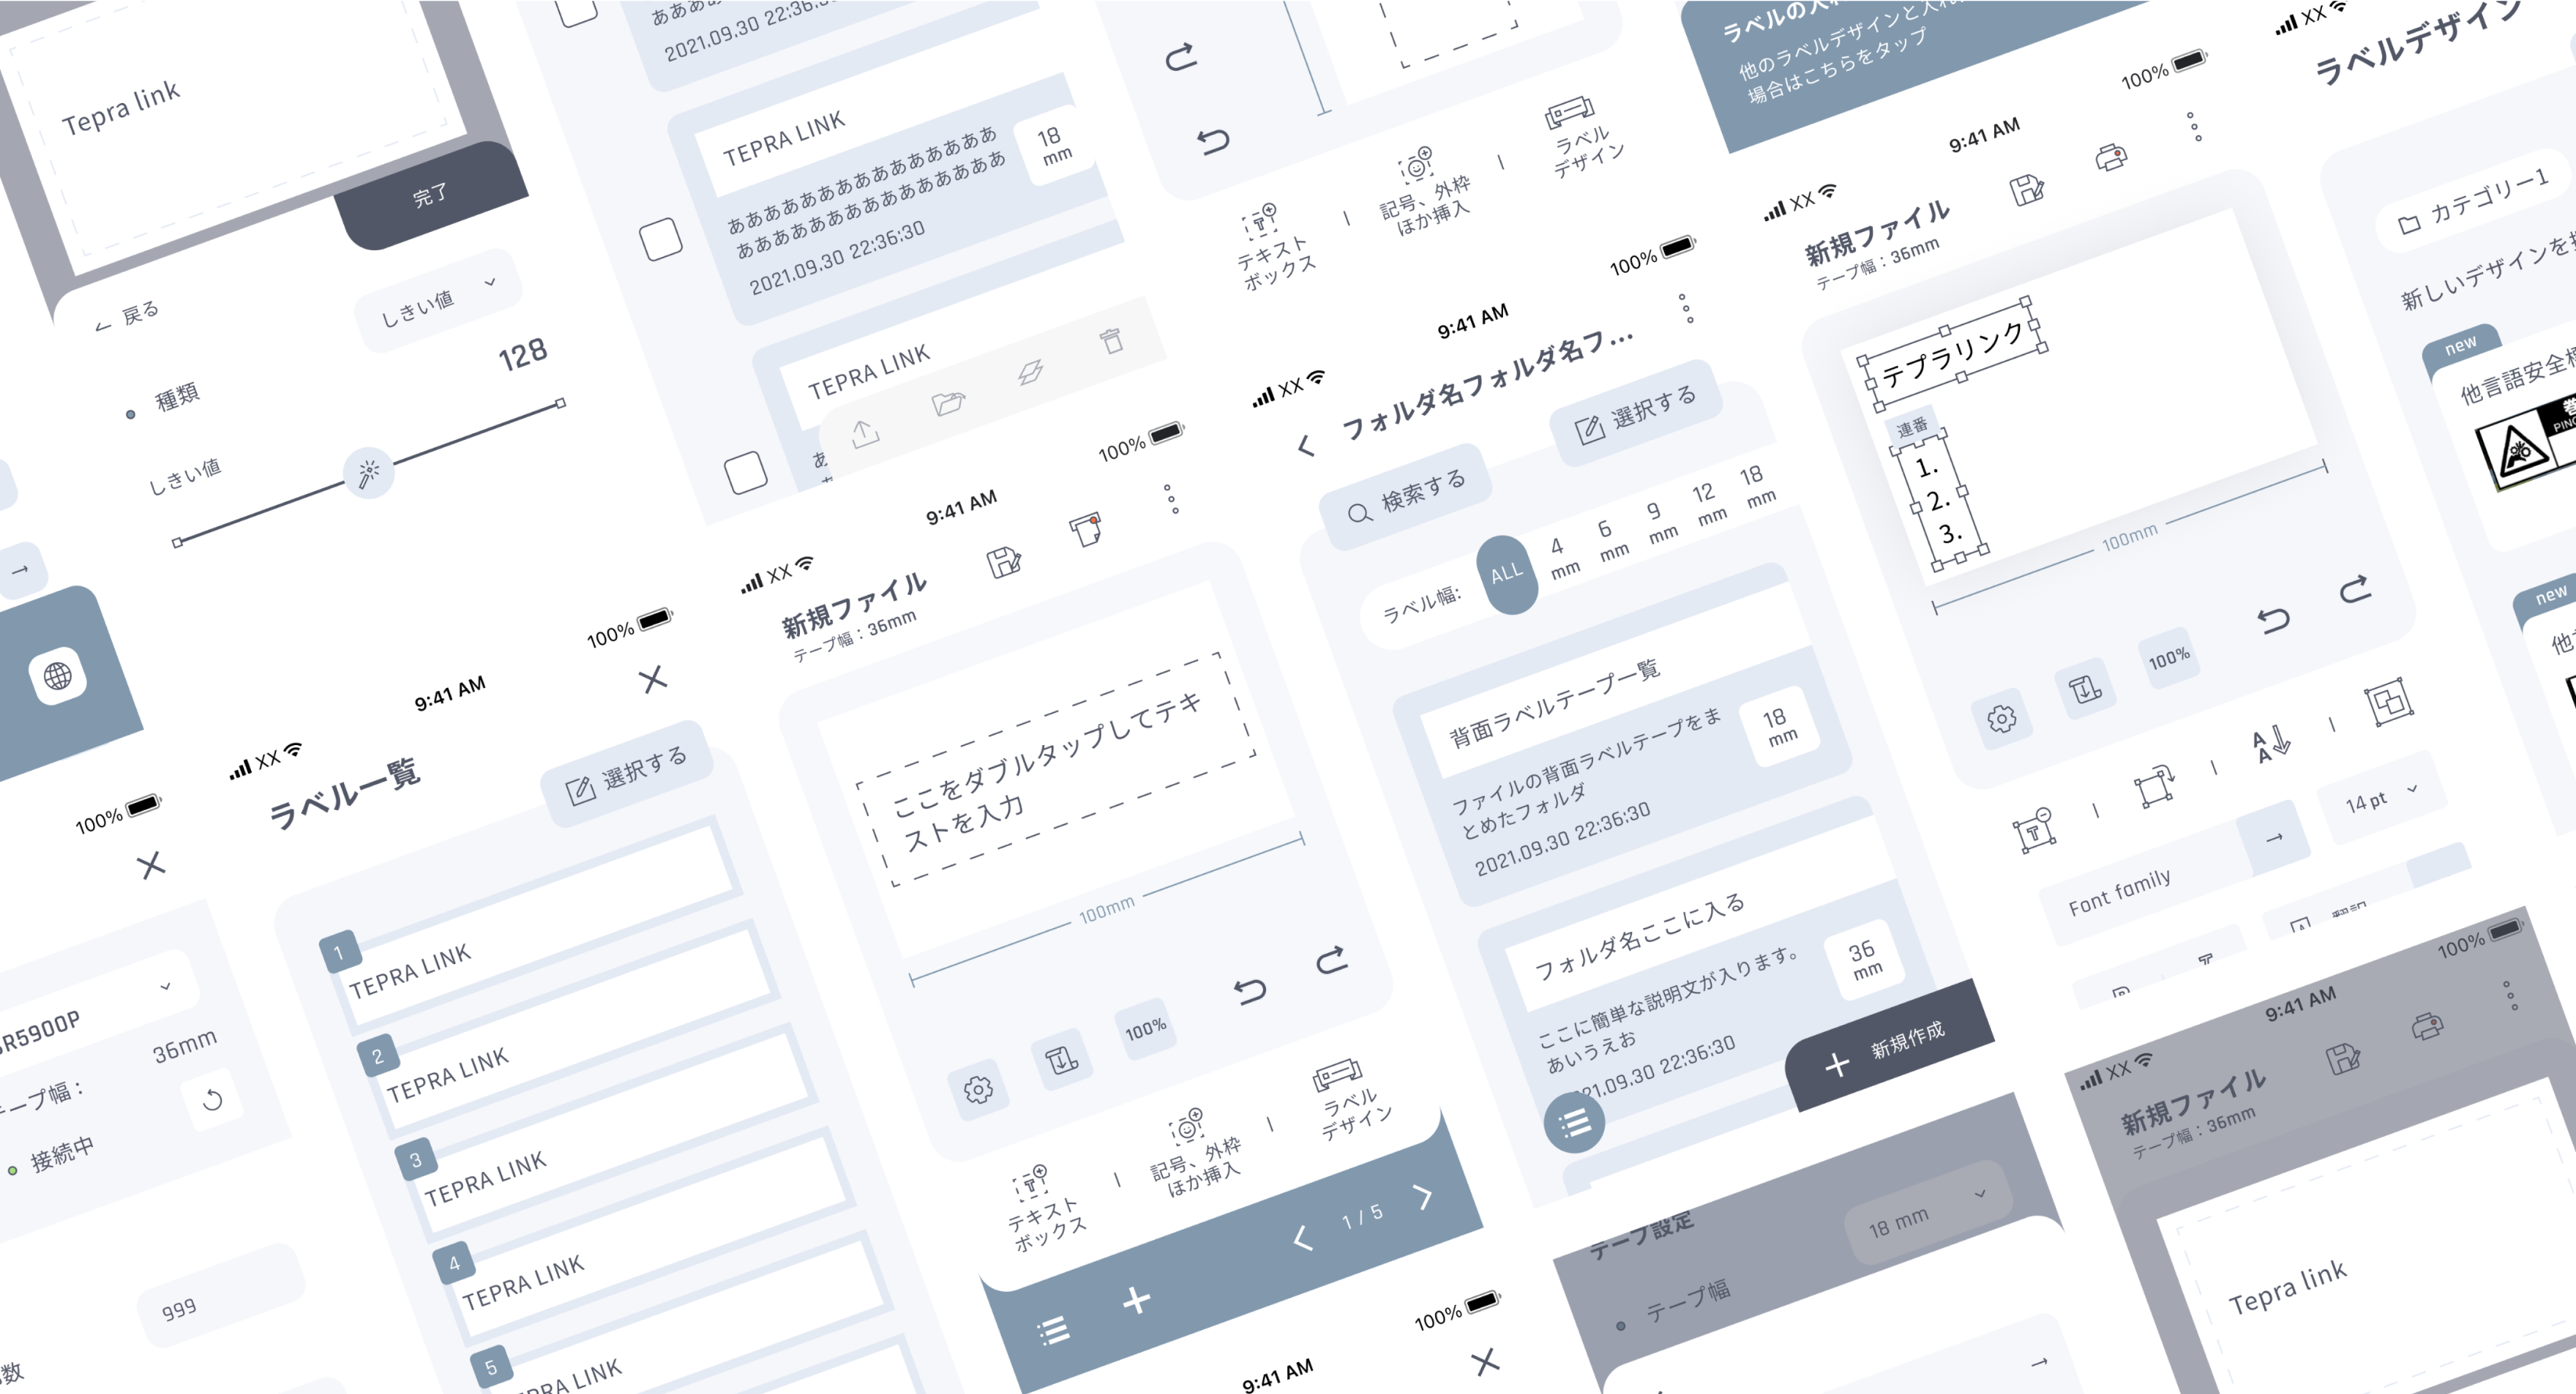 Tepra link
完了
← 戻る
しきい値
128
種類
しきい値
2021.09.30 22:36:30
TEPRA LINK
18
mm
ああああああああああああああああ
ああああああああああああああああ
2021.09.30 22:36:30
TEPRA LINK
テキスト
ボックス
記号、外枠
ほか挿入
ラベル
デザイン
他のラベルデザインと入れ
場合はこちらをタップ
XX
ラベルデザイン
カテゴリー1
新しいデザインを
new
他言語安全
new
100%
9:41 AM
XX
新規ファイル
テープ幅：36mm
テプラリンク
連番
1.
2.
3.
100mm
100%
14 pt
Font family
100%
9:41 AM
XX
フォルダ名フォルダ名フ...
選択する
検索する
ラベル幅:
ALL
4
mm
6
mm
9
mm
12
mm
18
mm
背面ラベルテープ一覧
18
mm
ファイルの背面ラベルテープをま
とめたフォルダ
2021.09.30 22:36:30
フォルダ名ここに入る
36
mm
ここに簡単な説明文が入ります。
あいうえお
21.09.30 22:36:30
新規作成
100%
9:41 AM
XX
新規ファイル
テープ幅：36mm
ここをダブルタップしてテキ
ストを入力
100mm
100%
テキスト
ボックス
記号、外枠
ほか挿入
ラベル
デザイン
1 / 5
100%
9:41 AM
XX
ラベル一覧
選択する
1
TEPRA LINK
2
TEPRA LINK
3
TEPRA LINK
4
TEPRA LINK
5
PRA LINK
100%
R5900P
ープ幅：
36mm
接続中
999
数
100%
9:41 AM
テープ設定
18 mm
テープ幅
100%
9:41 AM
XX
新規ファイル
テープ幅：36mm
Tepra link